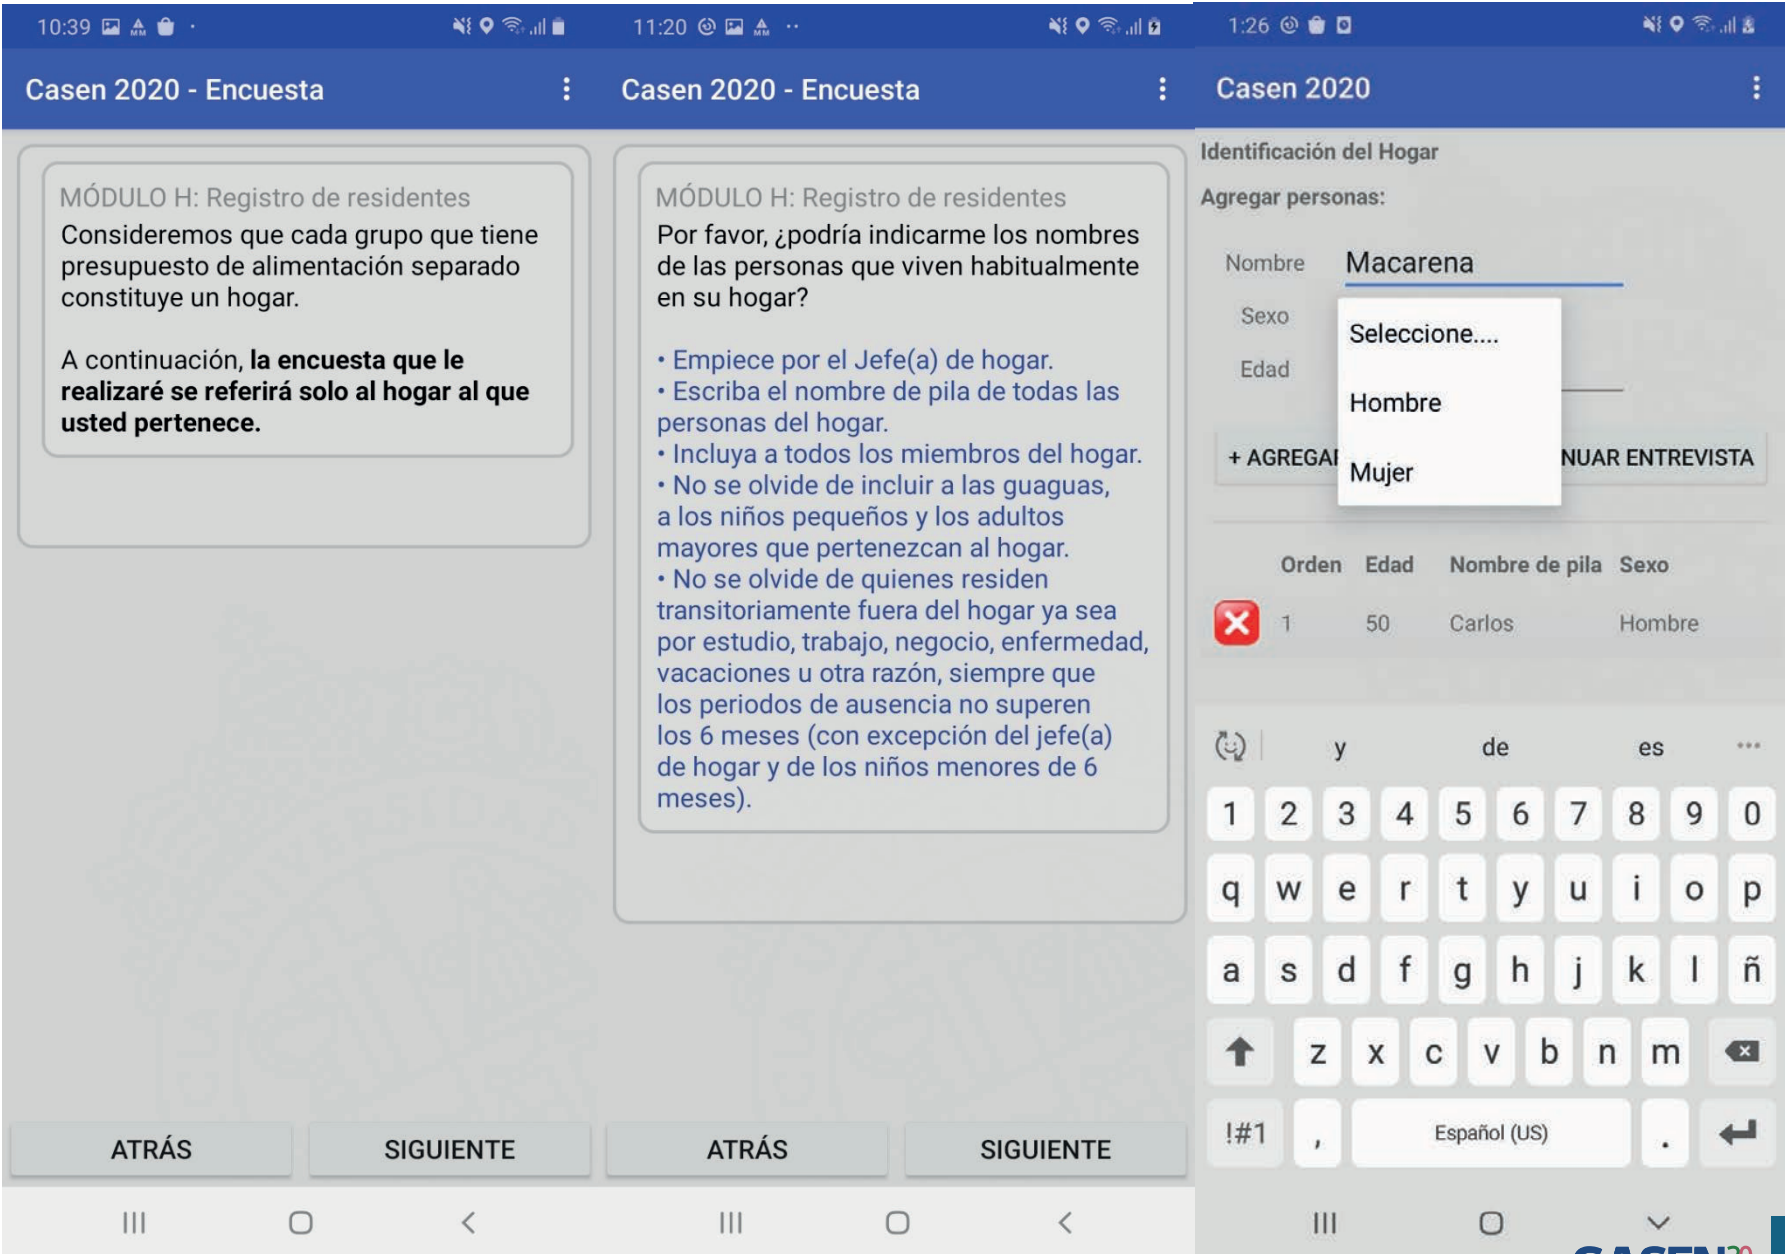 10:39
Casen 2020 - Encuesta
MÓDULO H: Registro de residentes
Consideremos que cada grupo que tiene
presupuesto de alimentación separado
constituye un hogar.
A continuación, la encuesta que le
realizaré se referirá solo al hogar al que
usted pertenece.
ATRÁS
SIGUIENTE
11:20
Casen 2020 - Encuesta
MÓDULO H: Registro de residentes
Por favor, ¿podría indicarme los nombres
de las personas que viven habitualmente
en su hogar?
• Empiece por el Jefe(a) de hogar.
• Escriba el nombre de pila de todas las
personas del hogar.
• Incluya a todos los miembros del hogar.
• No se olvide de incluir a las guaguas,
a los niños pequeños y los adultos
mayores que pertenezcan al hogar.
• No se olvide de quienes residen
transitoriamente fuera del hogar ya sea
por estudio, trabajo, negocio, enfermedad,
vacaciones u otra razón, siempre que
los periodos de ausencia no superen
los 6 meses (con excepción del jefe(a)
de hogar y de los niños menores de 6
meses).
ATRÁS
SIGUIENTE
1:26
Casen 2020
Identificación del Hogar
Agregar personas:
Nombre Macarena
Sexo
Edad
Seleccione....
Hombre
Mujer
+ AGREGAR
NUAR ENTREVISTA
Orden Edad Nombre de pila Sexo
1 50 Carlos Hombre
y de es
1 2 3 4 5 6 7 8 9 0
q w e r t y u i o p
a s d f g h j k l ñ
z x c v b n m
!#1 , Español (US) .
CASEN20